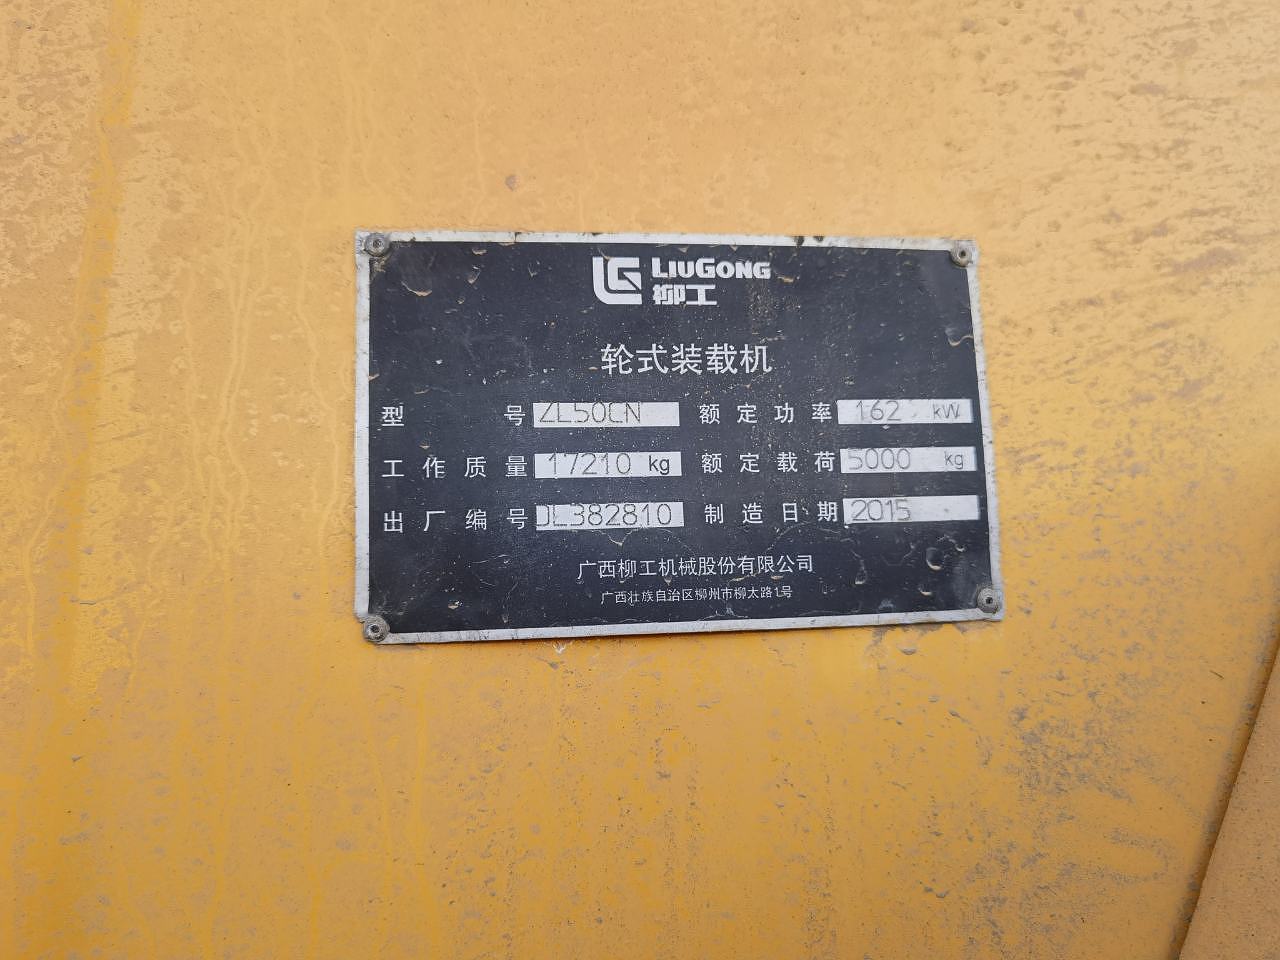 LIUGONG
柳工
轮式装载机
型 号 ZL50CN 额定功率 162 kW
工作质量 17210 kg 额定载荷 5000 kg
出厂编号 JL382810 制造日期 2015
广西柳工机械股份有限公司
广西壮族自治区柳州市柳太路1号